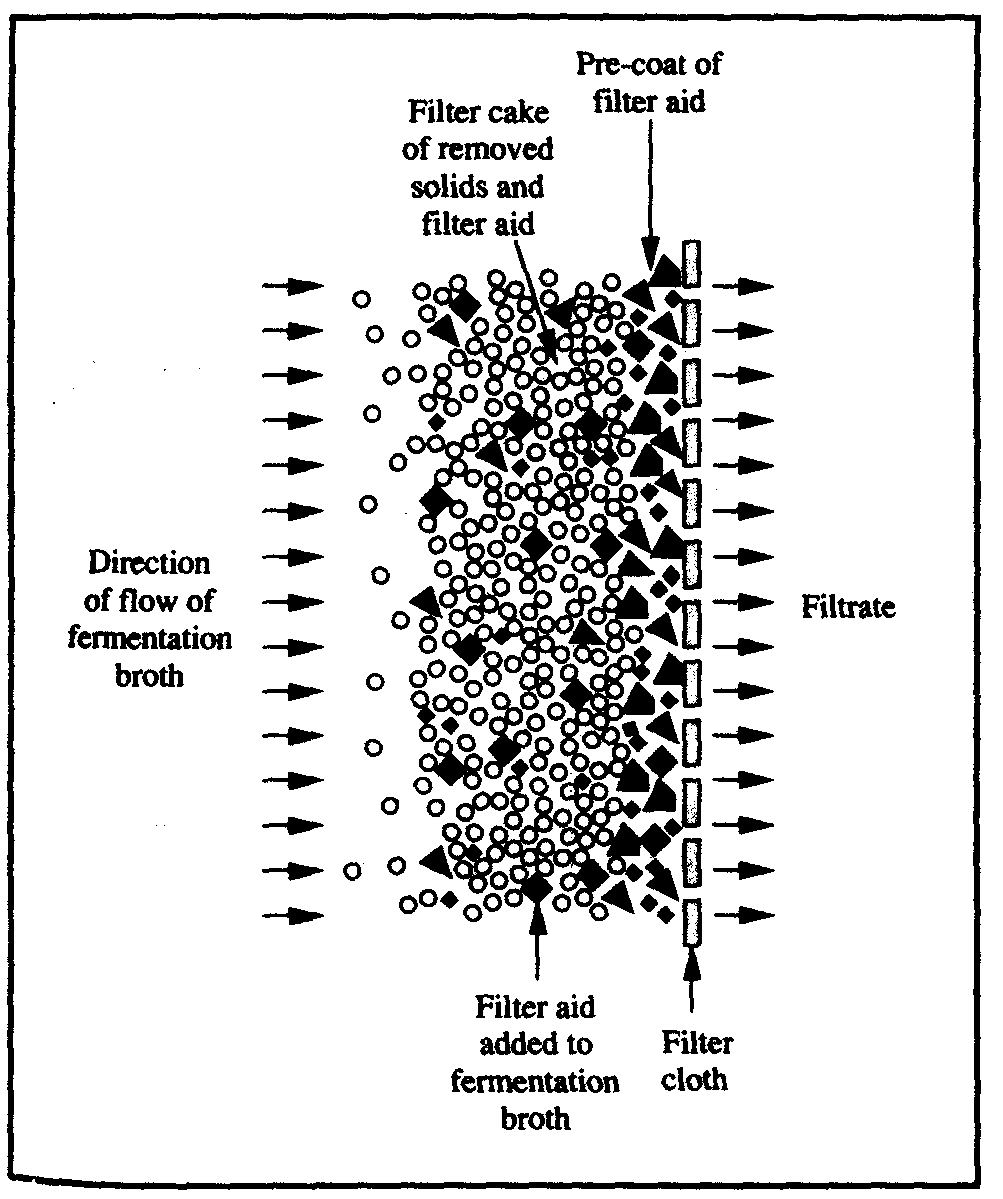 Pre-coat of
filter aid
Filter cake
of removed
solids and
filter aid
Direction
of flow of
fermentation
broth
Filtrate
Filter aid
added to
fermentation
broth
Filter
cloth